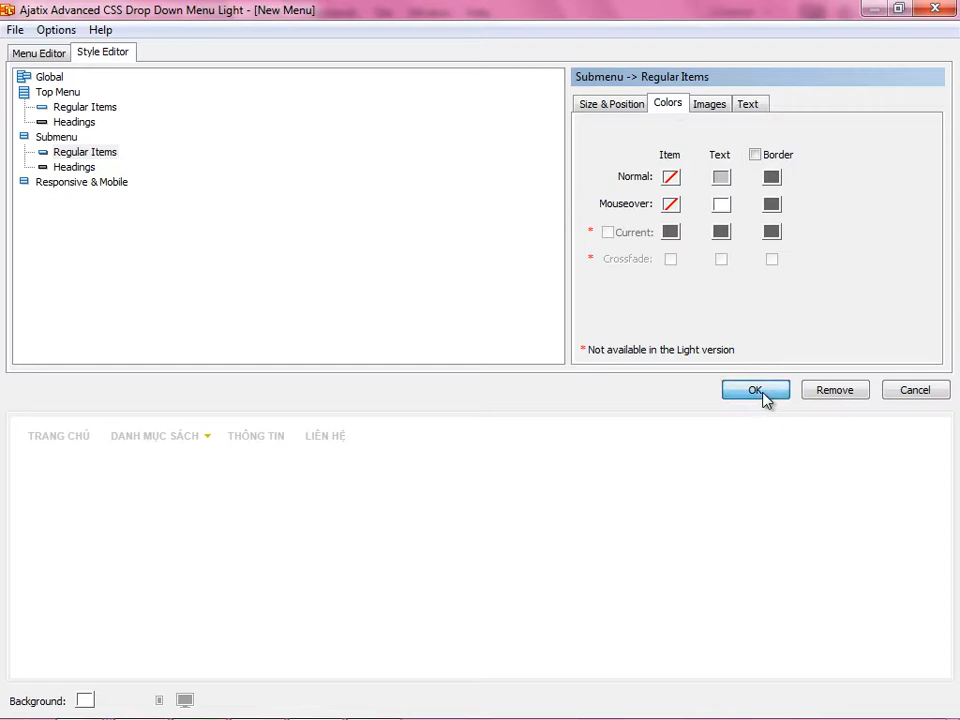 Ajatix Advanced CSS Drop Down Menu Light - [New Menu]
File Options Help
Menu Editor Style Editor
Global
Top Menu
Regular Items
Headings
Submenu
Regular Items
Headings
Responsive & Mobile
Submenu -> Regular Items
Size & Position Colors Images Text
Item Text Border
Normal:
Mouseover:
* Current:
* Crossfade:
* Not available in the Light version
OK Remove Cancel
TRANG CHỦ DANH MỤC SÁCH THÔNG TIN LIÊN HỆ
Background: